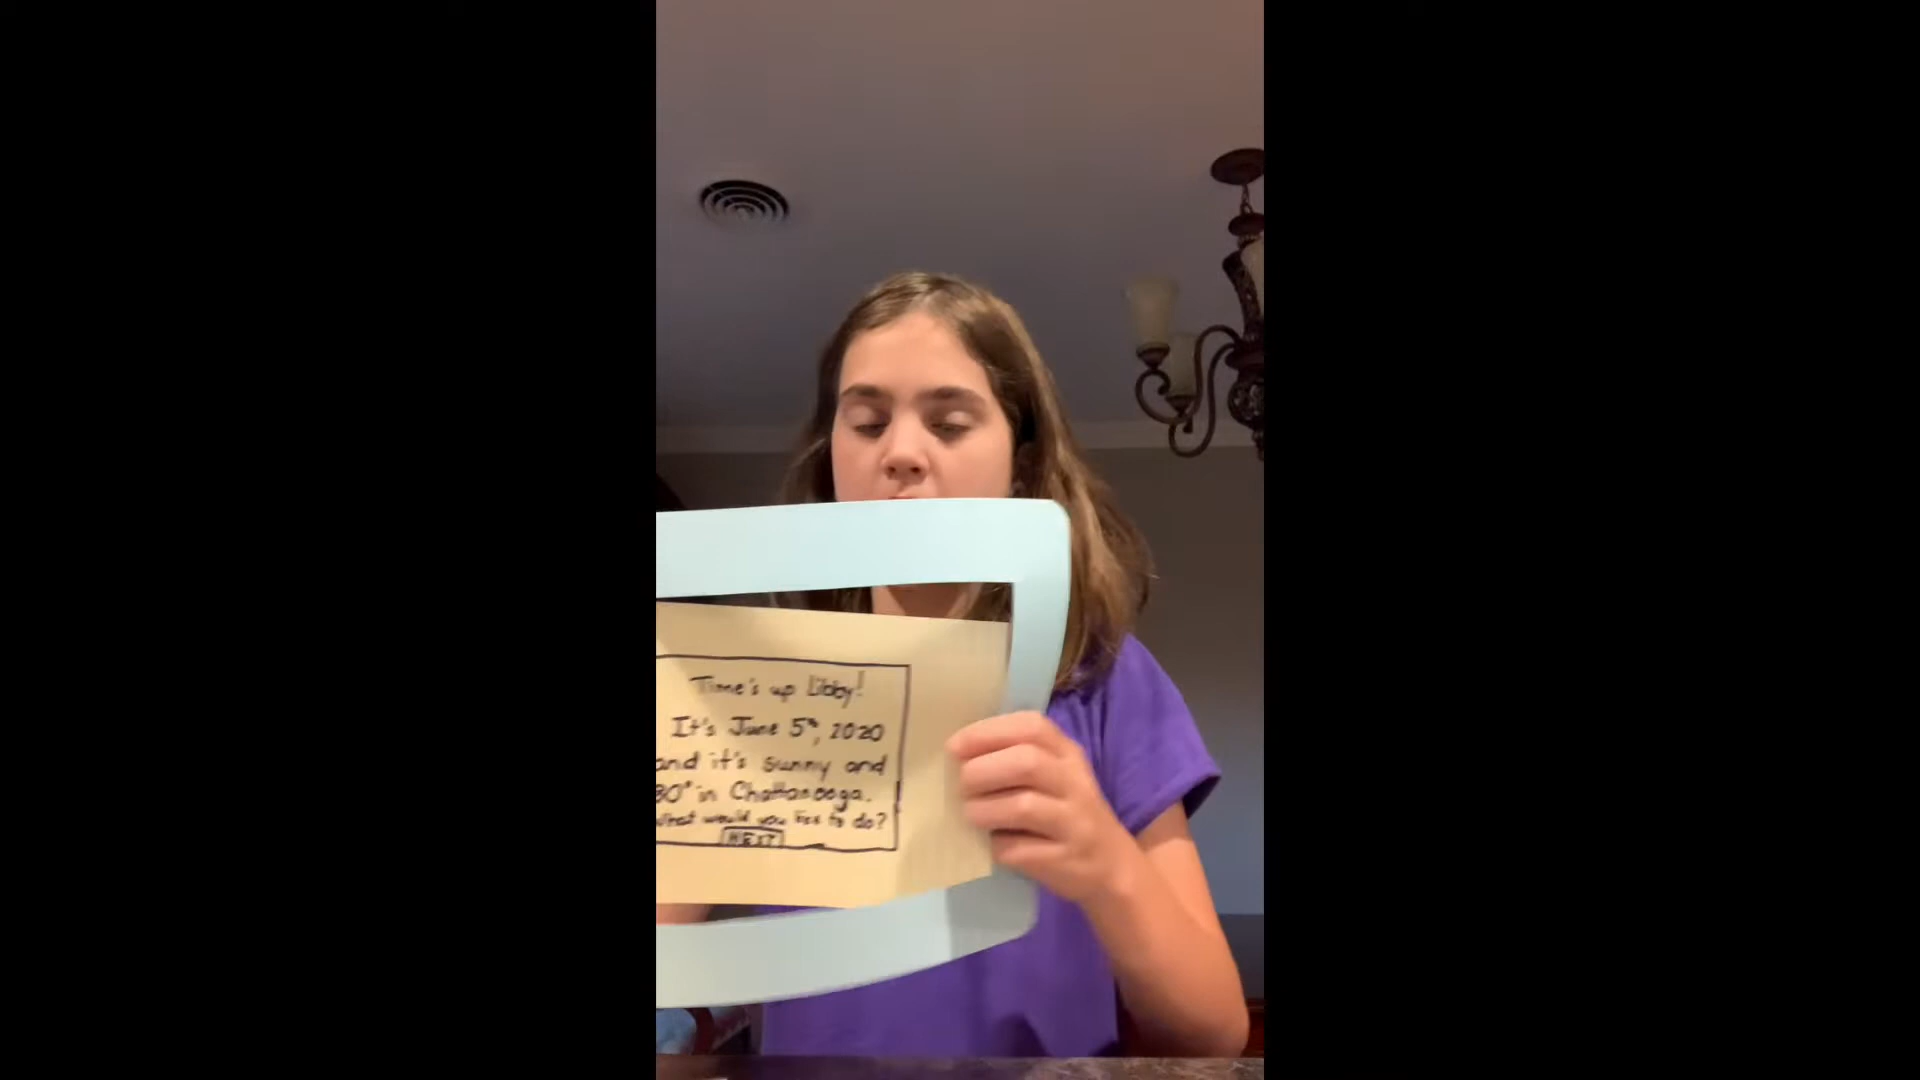 Time's up Libby!
It's June 5th, 2020
and it's sunny and
80° in Chattanooga.
What would you like to do?
NEXT